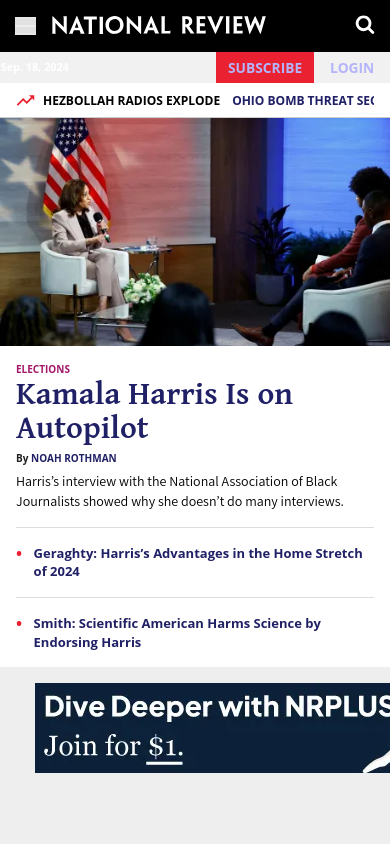 NATIONAL REVIEW
Sep. 18, 2024
SUBSCRIBE
LOGIN
HEZBOLLAH RADIOS EXPLODE OHIO BOMB THREAT SEC
ELECTIONS
Kamala Harris Is on
Autopilot
By NOAH ROTHMAN
Harris’s interview with the National Association of Black
Journalists showed why she doesn’t do many interviews.
Geraghty: Harris’s Advantages in the Home Stretch
of 2024
Smith: Scientific American Harms Science by
Endorsing Harris
Dive Deeper with NRPLUS
Join for $1.